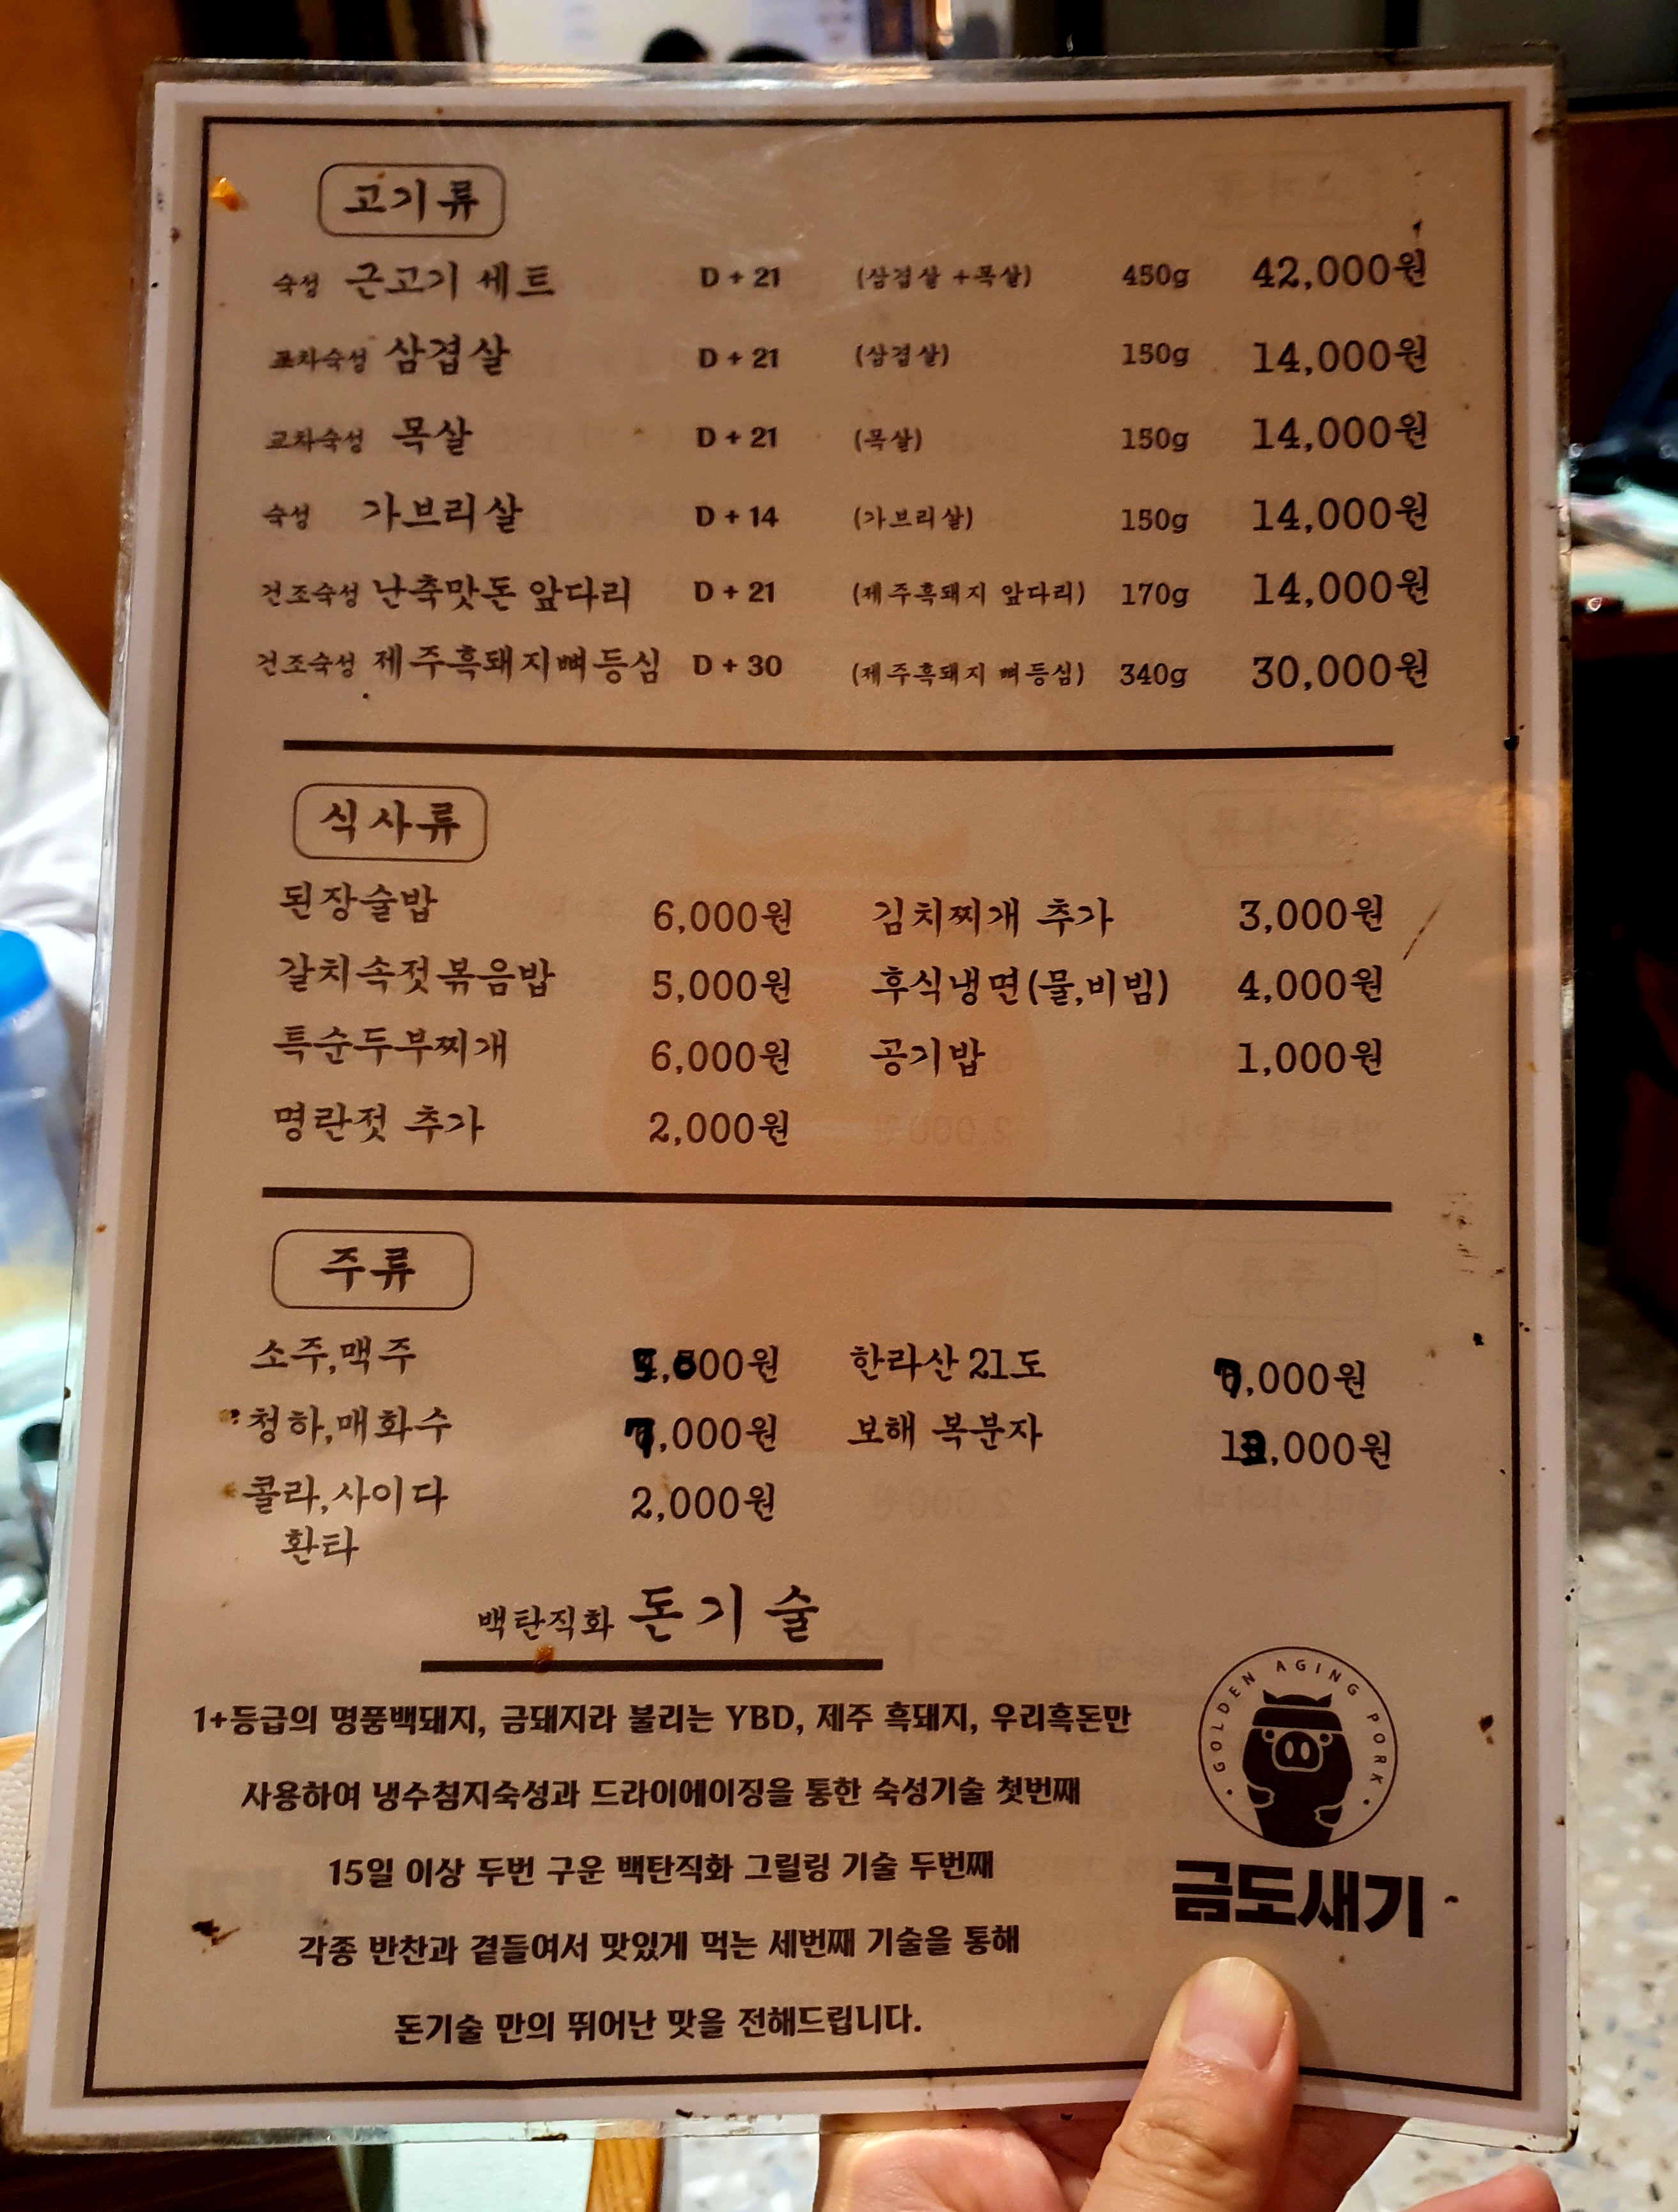 고기류
숙성 근고기 세트 D + 21 (삼겹살 +목살) 450g 42,000원
교차숙성 삼겹살 D + 21 (삼겹살) 150g 14,000원
교차숙성 목살 D + 21 (목살) 150g 14,000원
숙성 가브리살 D + 14 (가브리살) 150g 14,000원
건조숙성 난축맛돈 앞다리 D + 21 (제주흑돼지 앞다리) 170g 14,000원
건조숙성 제주흑돼지뼈등심 D + 30 (제주흑돼지 뼈등심) 340g 30,000원
식사류
된장술밥 6,000원 김치찌개 추가 3,000원
갈치속젓볶음밥 5,000원 후식냉면(물,비빔) 4,000원
특순두부찌개 6,000원 공기밥 1,000원
명란젓 추가 2,000원
주류
소주,맥주 5,000원 한라산 21도 7,000원
청하,매화수 7,000원 보해 복분자
콜라,사이다 2,000원
환타
백탄직화 돈기술
1+등급의 명품백돼지, 금돼지라 불리는 YBD, 제주 흑돼지, 우리흑돈만
사용하여 냉수침지숙성과 드라이에이징을 통한 숙성기술 첫번째
15일 이상 두번 구운 백탄직화 그릴링 기술 두번째
각종 반찬과 곁들여서 맛있게 먹는 세번째 기술을 통해
돈기술 만의 뛰어난 맛을 전해드립니다.
GOLDEN AGING PORK
금도새기